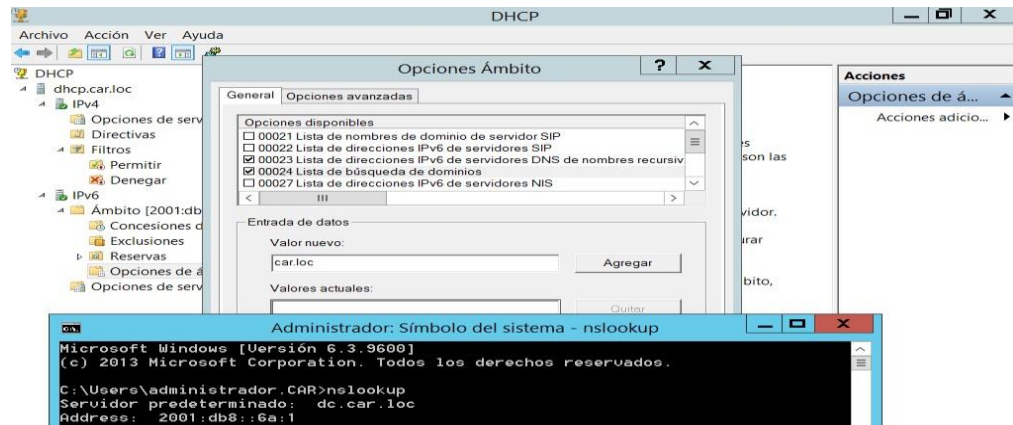 DHCP
Archivo Acción Ver Ayuda
DHCP
dhcp.car.loc
IPv4
Opciones de serv
Directivas
Filtros
Permitir
Denegar
IPv6
Ámbito [2001:db
Concesiones d
Exclusiones
Reservas
Opciones de á
Opciones de serv
Opciones Ámbito
? x
General Opciones avanzadas
Opciones disponibles
00021 Lista de nombres de dominio de servidor SIP
00022 Lista de direcciones IPv6 de servidores SIP
00023 Lista de direcciones IPv6 de servidores DNS de nombres recursiv
00024 Lista de búsqueda de dominios
00027 Lista de direcciones IPv6 de servidores NIS
Entrada de datos
Valor nuevo:
car.loc
Agregar
Valores actuales:
Quitar
es
son las
vidor.
urar
bito,
Acciones
Opciones de á...
Acciones adicio...
Administrador: Símbolo del sistema - nslookup
Microsoft Windows [Versión 6.3.9600]
(c) 2013 Microsoft Corporation. Todos los derechos reservados.
C:\Users\administrador.CAR>nslookup
Servidor predeterminado: dc.car.loc
Address: 2001:db8::6a:1